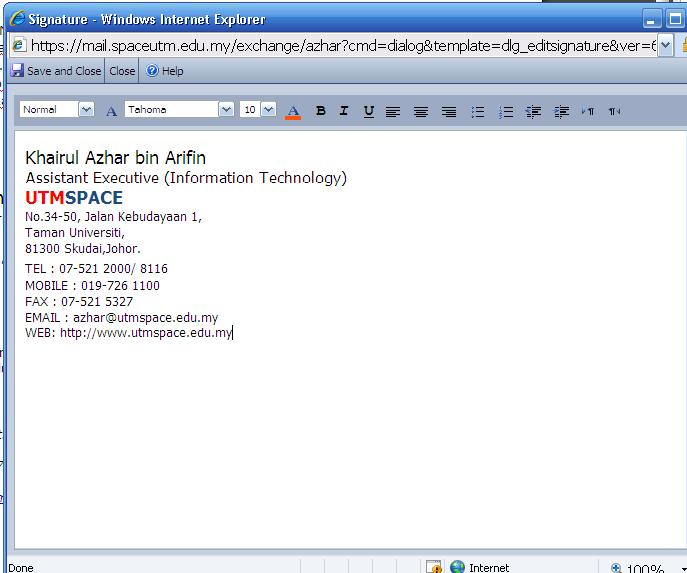 Signature - Windows Internet Explorer
https://mail.spaceutm.edu.my/exchange/azhar?cmd=dialog&template=dlg_editsignature&ver=6
Save and Close Close Help
Normal A Tahoma 10 A B I U
Khairul Azhar bin Arifin
Assistant Executive (Information Technology)
UTMSPACE
No.34-50, Jalan Kebudayaan 1,
Taman Universiti,
81300 Skudai,Johor.
TEL : 07-521 2000/ 8116
MOBILE : 019-726 1100
FAX : 07-521 5327
EMAIL : azhar@utmspace.edu.my
WEB: http://www.utmspace.edu.my
Done Internet 100%